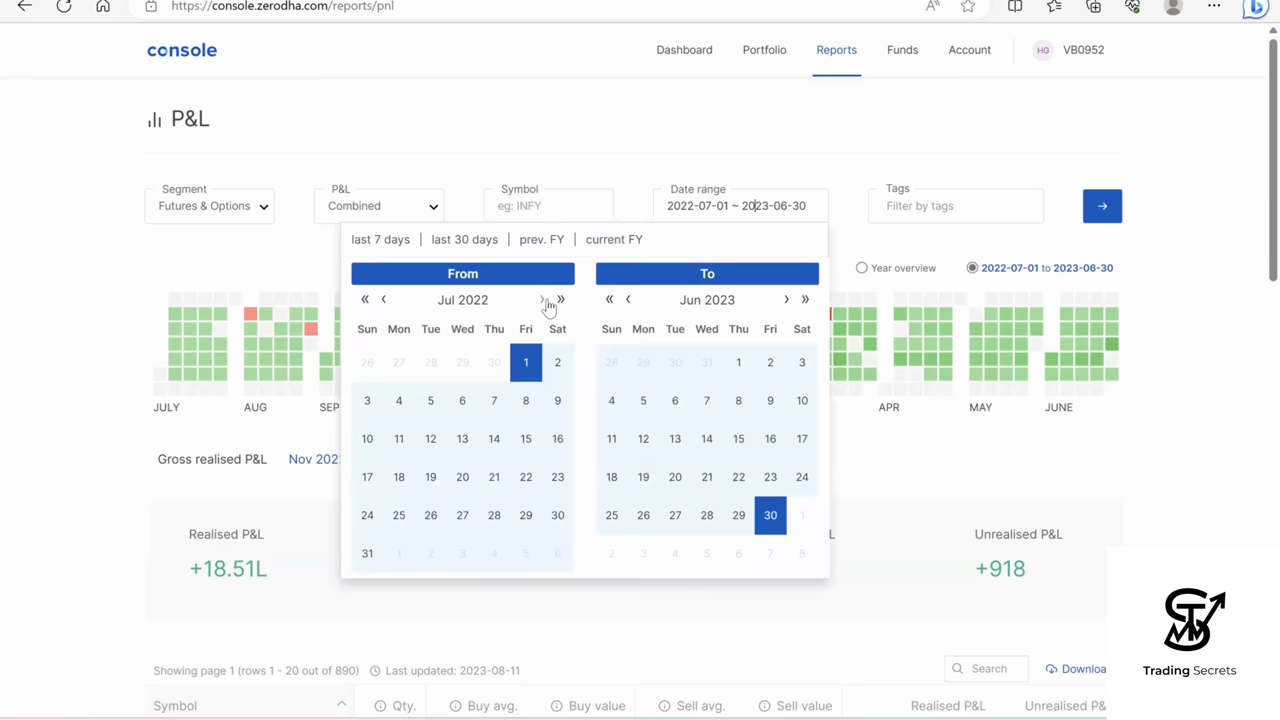 https://console.zerodha.com/reports/pnl
console
Dashboard Portfolio Reports Funds Account HG VB0952
P&L
Segment P&L Symbol Date range Tags
Futures & Options Combined eg: INFY 2022-07-01 ~ 2023-06-30 Filter by tags
last 7 days | last 30 days | prev. FY | current FY
Year overview 2022-07-01 to 2023-06-30
From To
« ‹ Jul 2022 › » « ‹ Jun 2023 › »
Sun Mon Tue Wed Thu Fri Sat Sun Mon Tue Wed Thu Fri Sat
26 27 28 29 30 1 2 28 29 30 31 1 2 3
3 4 5 6 7 8 9 4 5 6 7 8 9 10
JULY AUG SEP APR MAY JUNE
10 11 12 13 14 15 16 11 12 13 14 15 16 17
Gross realised P&L Nov 202
17 18 19 20 21 22 23 18 19 20 21 22 23 24
24 25 26 27 28 29 30 25 26 27 28 29 30 1
Realised P&L L Unrealised P&L
31 1 2 3 4 5 6 2 3 4 5 6 7 8
+18.51L +918
Showing page 1 (rows 1 - 20 out of 890) Last updated: 2023-08-11 Search Downloa
Trading Secrets
Symbol Qty. Buy avg. Buy value Sell avg. Sell value Realised P&L Unrealised P&